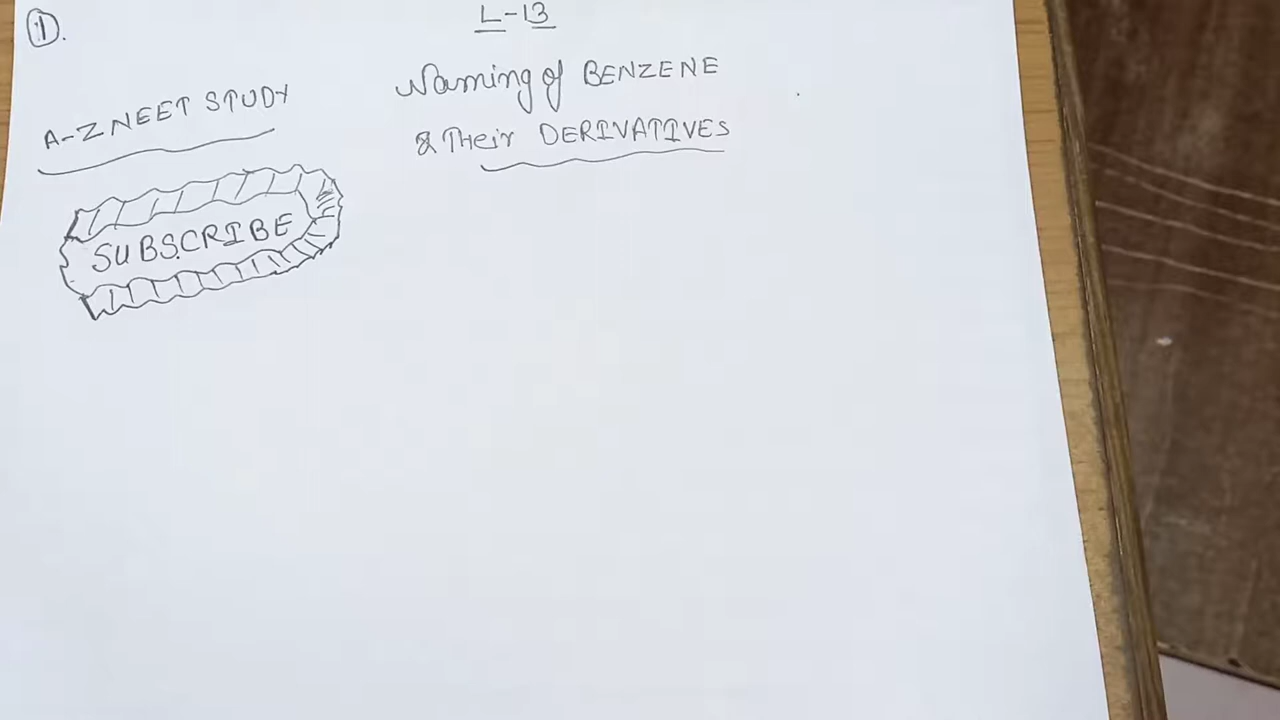 ①.
L-13
Naming of BENZENE
& Their DERIVATIVES
A-Z NEET STUDY
SUBSCRIBE